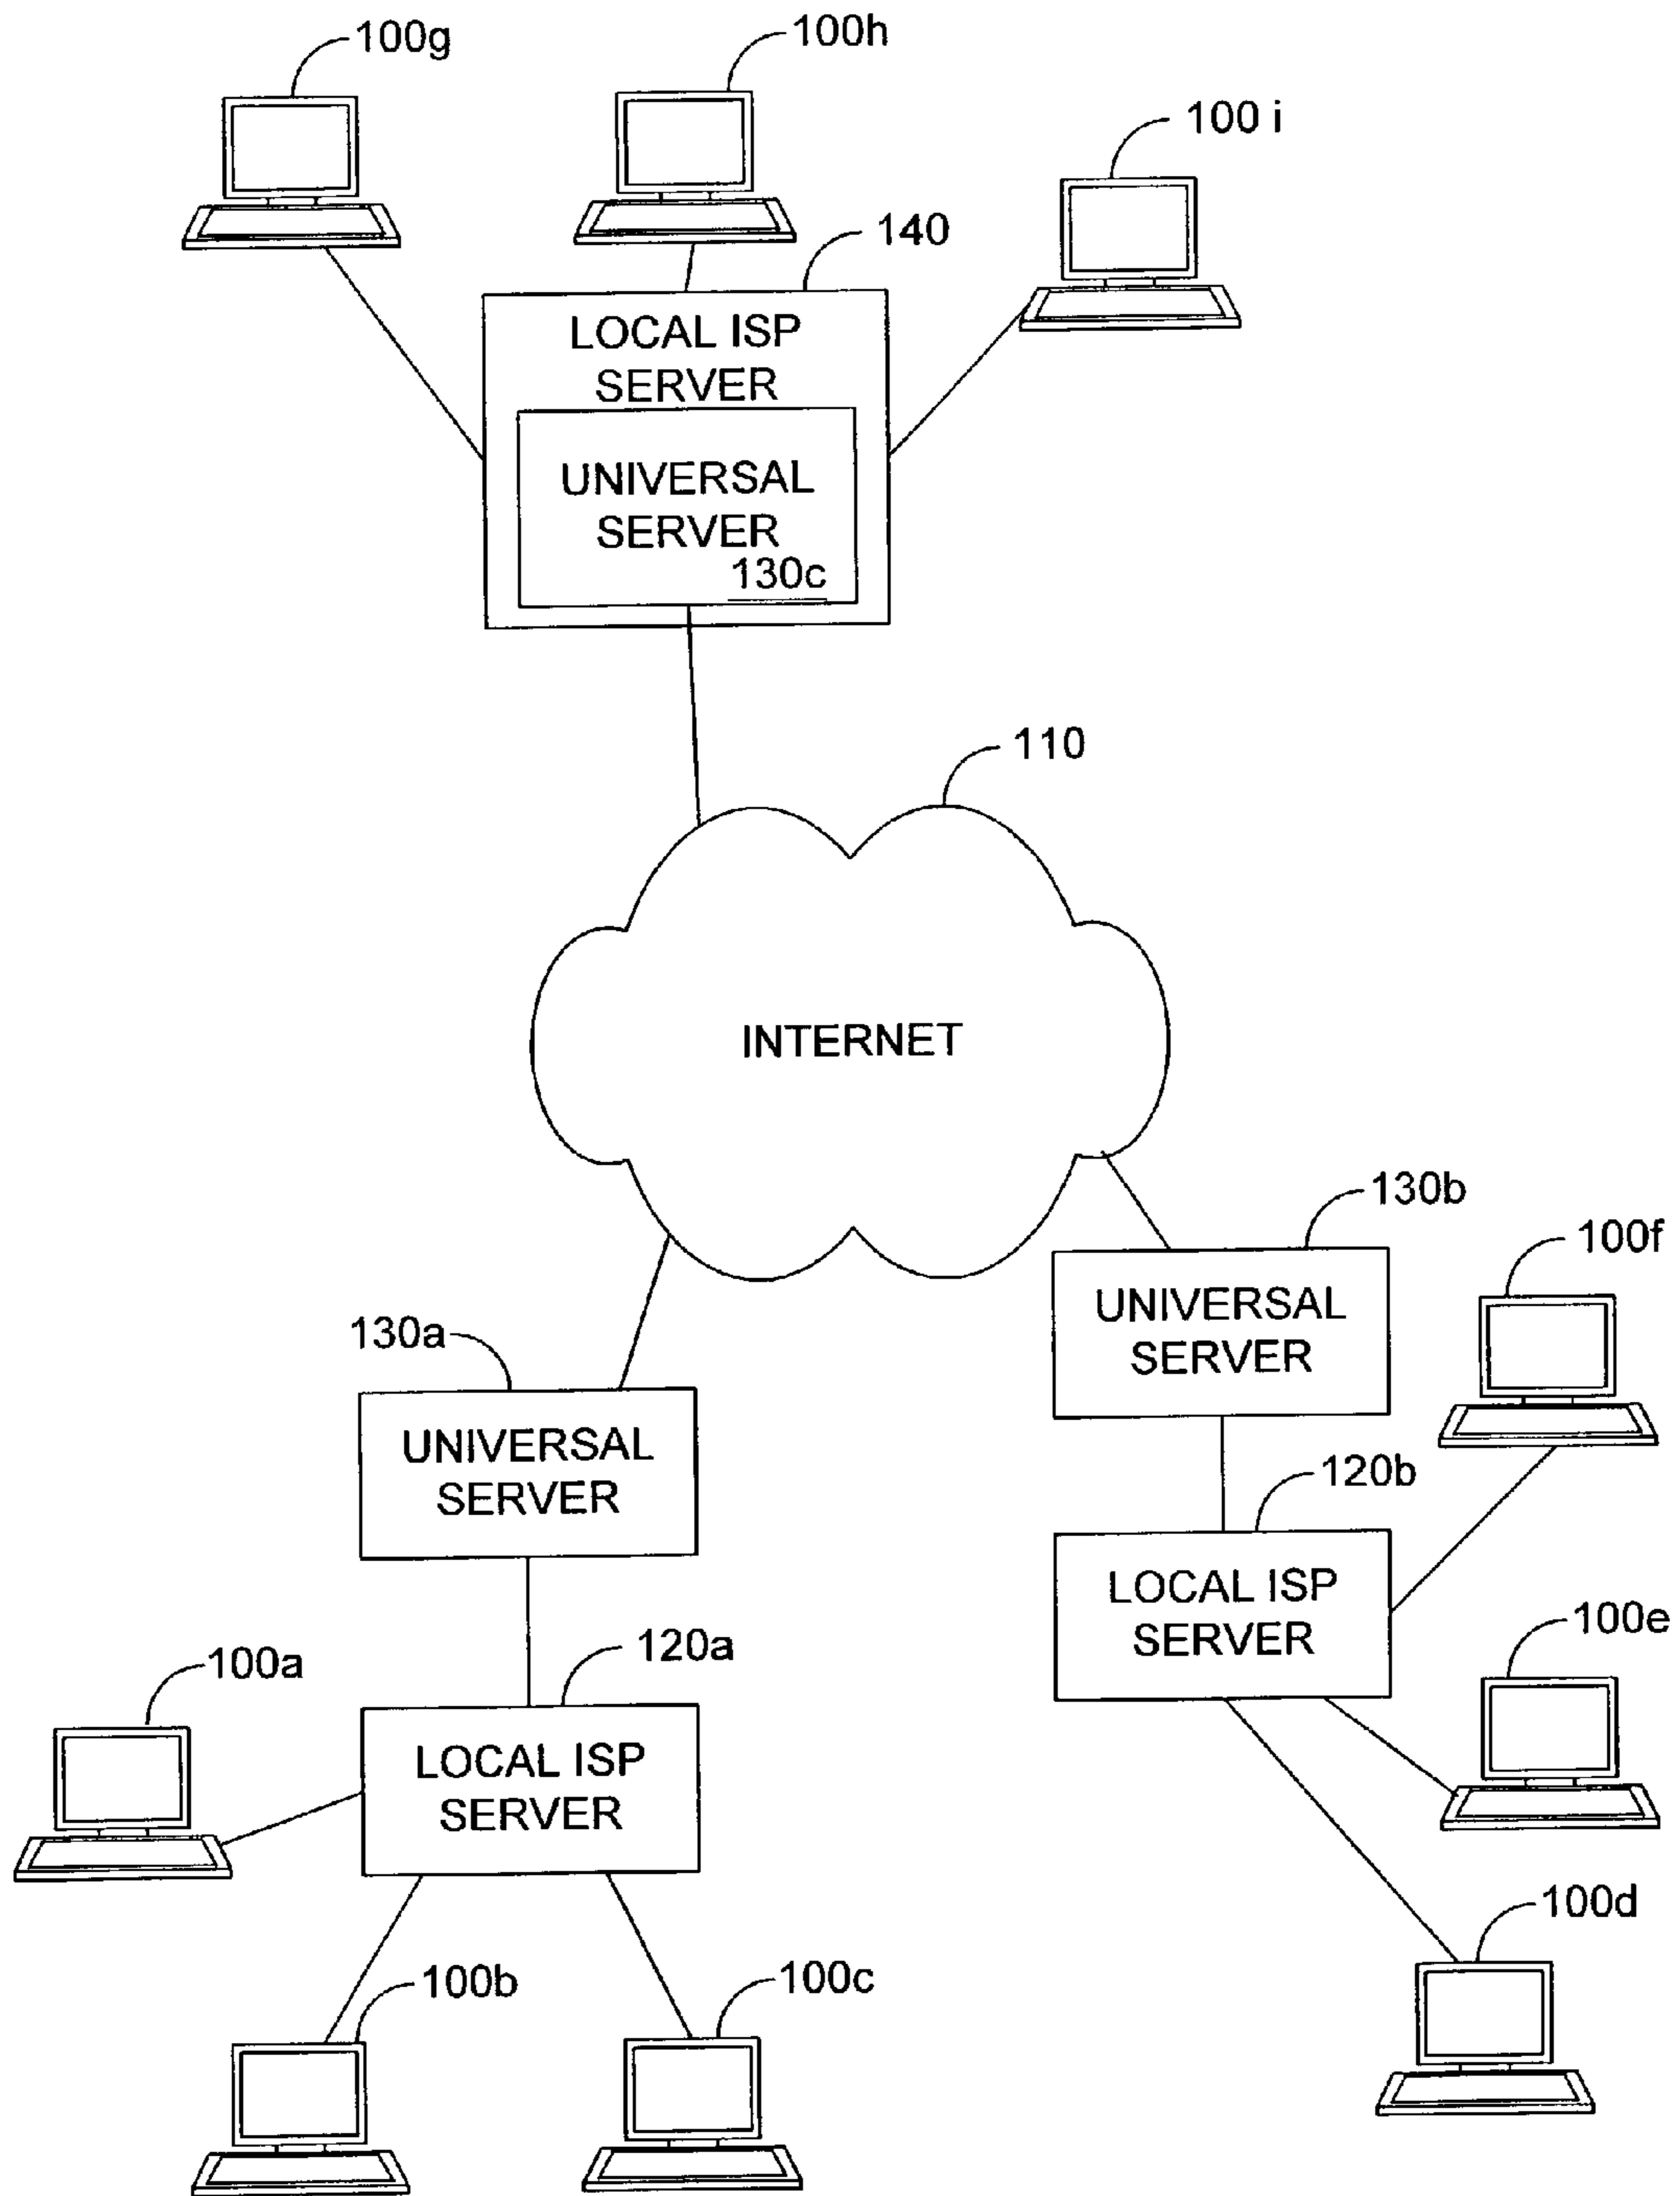 100g
100h
100 i
140
LOCAL ISP
SERVER
UNIVERSAL
SERVER
130c
110
INTERNET
130b
100f
UNIVERSAL
SERVER
130a
UNIVERSAL
SERVER
120b
LOCAL ISP
SERVER
100e
120a
100a
LOCAL ISP
SERVER
100d
100b
100c